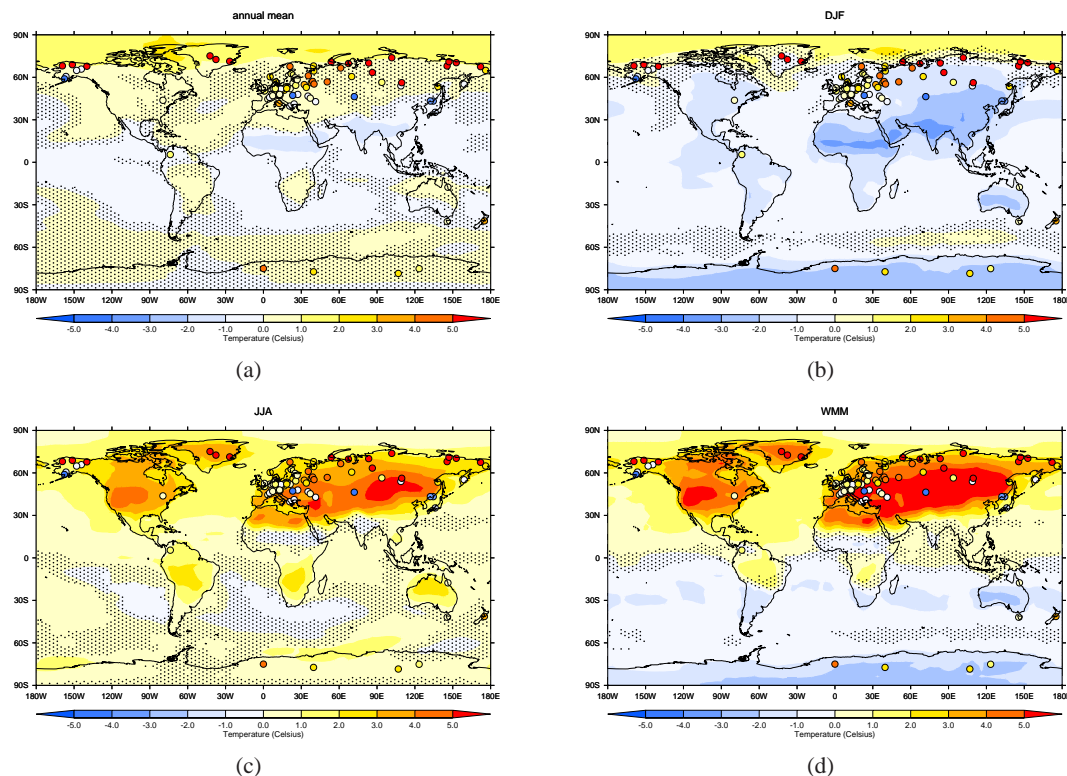 annual mean
90N
60N
30N
0
30S
60S
90S
180W 150W 120W 90W 60W 30W 0 30E 60E 90E 120E 150E 180E
-5.0 -4.0 -3.0 -2.0 -1.0 0.0 1.0 2.0 3.0 4.0 5.0
Temperature (Celsius)
(a)
DJF
90N
60N
30N
0
30S
60S
90S
180W 150W 120W 90W 60W 30W 0 30E 60E 90E 120E 150E 180E
-5.0 -4.0 -3.0 -2.0 -1.0 0.0 1.0 2.0 3.0 4.0 5.0
Temperature (Celsius)
(b)
JJA
90N
60N
30N
0
30S
60S
90S
180W 150W 120W 90W 60W 30W 0 30E 60E 90E 120E 150E 180E
-5.0 -4.0 -3.0 -2.0 -1.0 0.0 1.0 2.0 3.0 4.0 5.0
Temperature (Celsius)
(c)
WMM
90N
60N
30N
0
30S
60S
90S
180W 150W 120W 90W 60W 30W 0 30E 60E 90E 120E 150E 180E
-5.0 -4.0 -3.0 -2.0 -1.0 0.0 1.0 2.0 3.0 4.0 5.0
Temperature (Celsius)
(d)